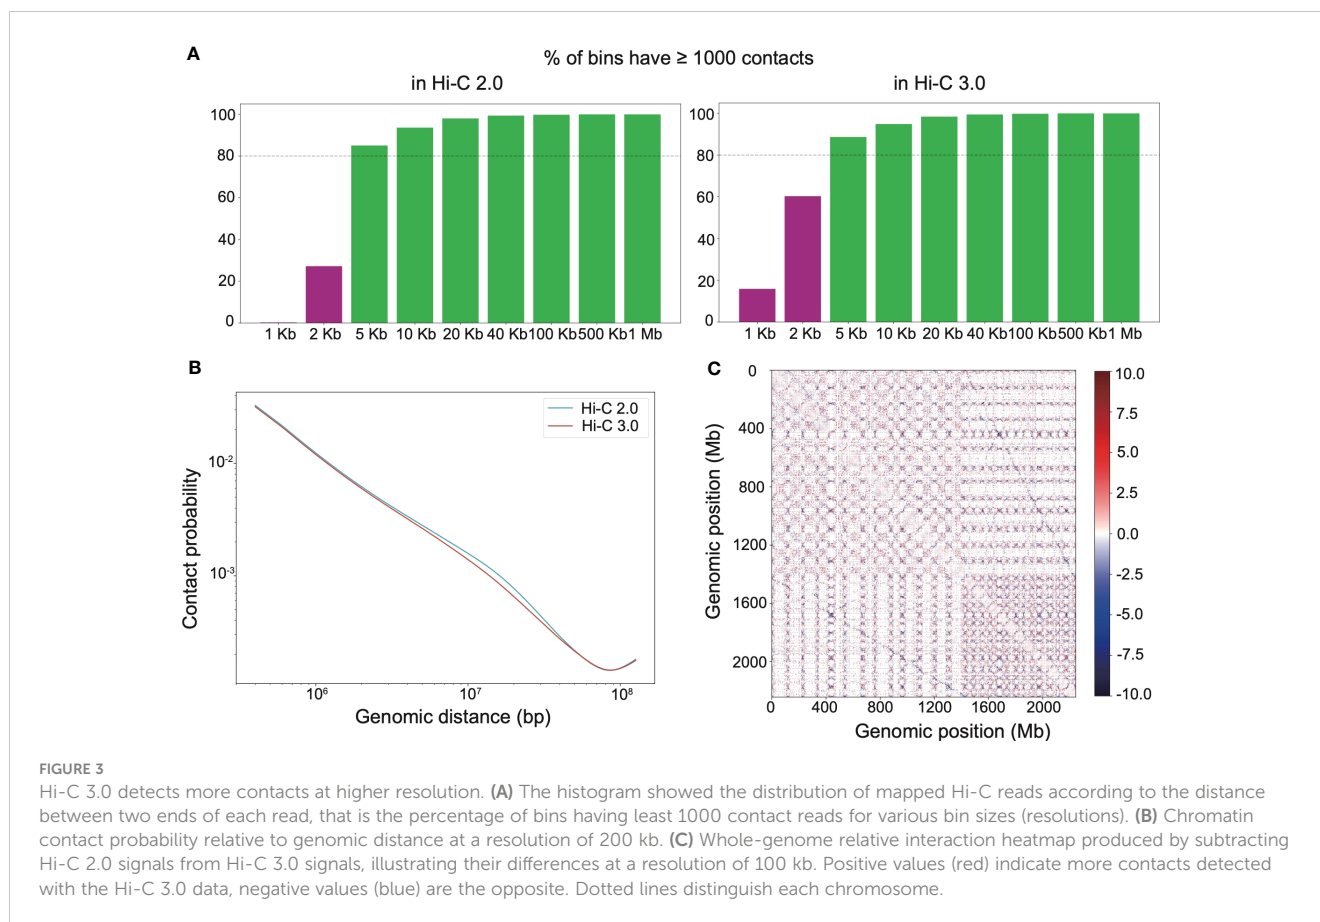 A
% of bins have ≥ 1000 contacts
in Hi-C 2.0
in Hi-C 3.0
100
80
60
40
20
0
1 Kb 2 Kb 5 Kb 10 Kb 20 Kb 40 Kb100 Kb500 Kb1 Mb
100
80
60
40
20
0
1 Kb 2 Kb 5 Kb 10 Kb 20 Kb 40 Kb100 Kb500 Kb1 Mb
B
Hi-C 2.0
Hi-C 3.0
Contact probability
10-2
10-3
10⁶ 10⁷ 10⁸
Genomic distance (bp)
C
Genomic position (Mb)
0
400
800
1200
1600
2000
0 400 800 1200 1600 2000
Genomic position (Mb)
10.0
7.5
5.0
2.5
0.0
-2.5
-5.0
-7.5
-10.0
FIGURE 3
Hi-C 3.0 detects more contacts at higher resolution. (A) The histogram showed the distribution of mapped Hi-C reads according to the distance
between two ends of each read, that is the percentage of bins having least 1000 contact reads for various bin sizes (resolutions). (B) Chromatin
contact probability relative to genomic distance at a resolution of 200 kb. (C) Whole-genome relative interaction heatmap produced by subtracting
Hi-C 2.0 signals from Hi-C 3.0 signals, illustrating their differences at a resolution of 100 kb. Positive values (red) indicate more contacts detected
with the Hi-C 3.0 data, negative values (blue) are the opposite. Dotted lines distinguish each chromosome.